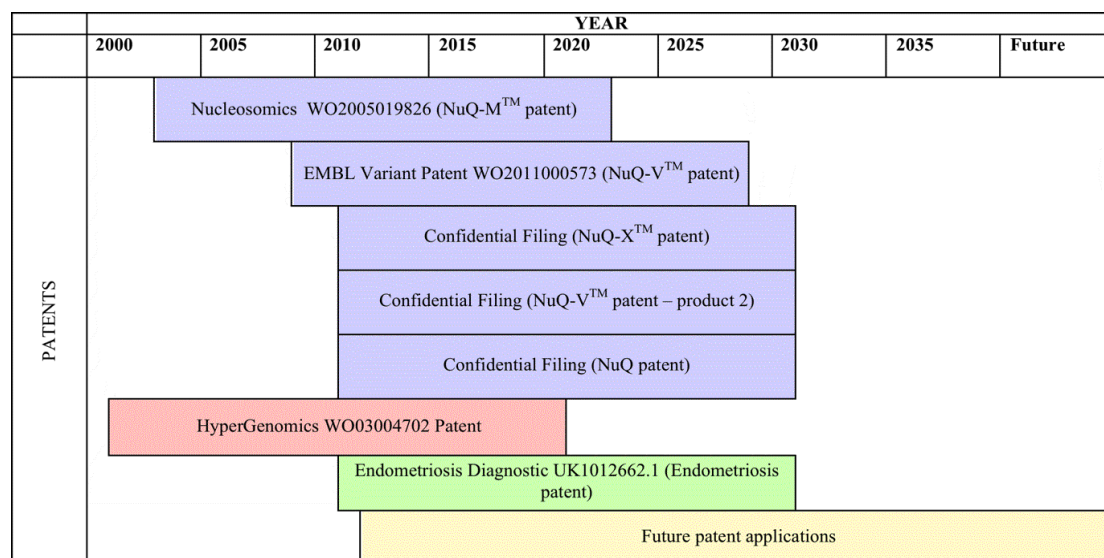 YEAR
2000 2005 2010 2015 2020 2025 2030 2035 Future
PATENTS
Nucleosomics WO2005019826 (NuQ-M™ patent)
EMBL Variant Patent WO2011000573 (NuQ-V™ patent)
Confidential Filing (NuQ-X™ patent)
Confidential Filing (NuQ-V™ patent – product 2)
Confidential Filing (NuQ patent)
HyperGenomics WO03004702 Patent
Endometriosis Diagnostic UK1012662.1 (Endometriosis
patent)
Future patent applications